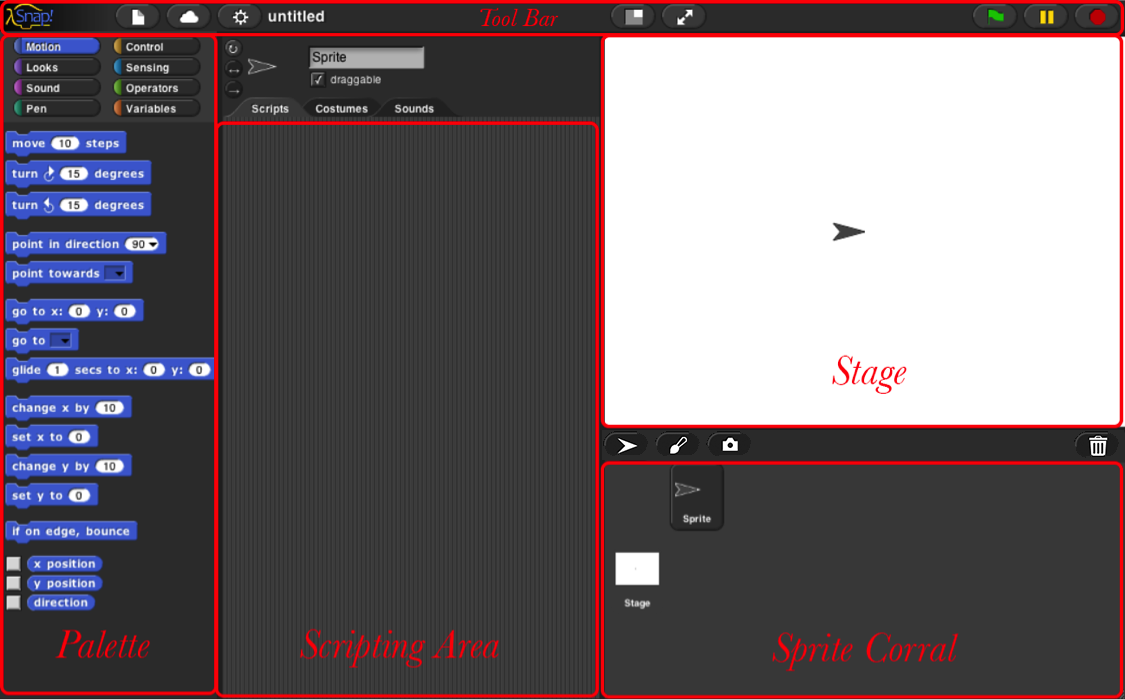 Snap!
untitled
Tool Bar
Motion
Control
Looks
Sensing
Sound
Operators
Pen
Variables
move 10 steps
turn 15 degrees
turn 15 degrees
point in direction 90
point towards
go to x: 0 y: 0
go to
glide 1 secs to x: 0 y: 0
change x by 10
set x to 0
change y by 10
set y to 0
if on edge, bounce
x position
y position
direction
Palette
Sprite
draggable
Scripts
Costumes
Sounds
Scripting Area
Stage
Sprite
Stage
Sprite Corral